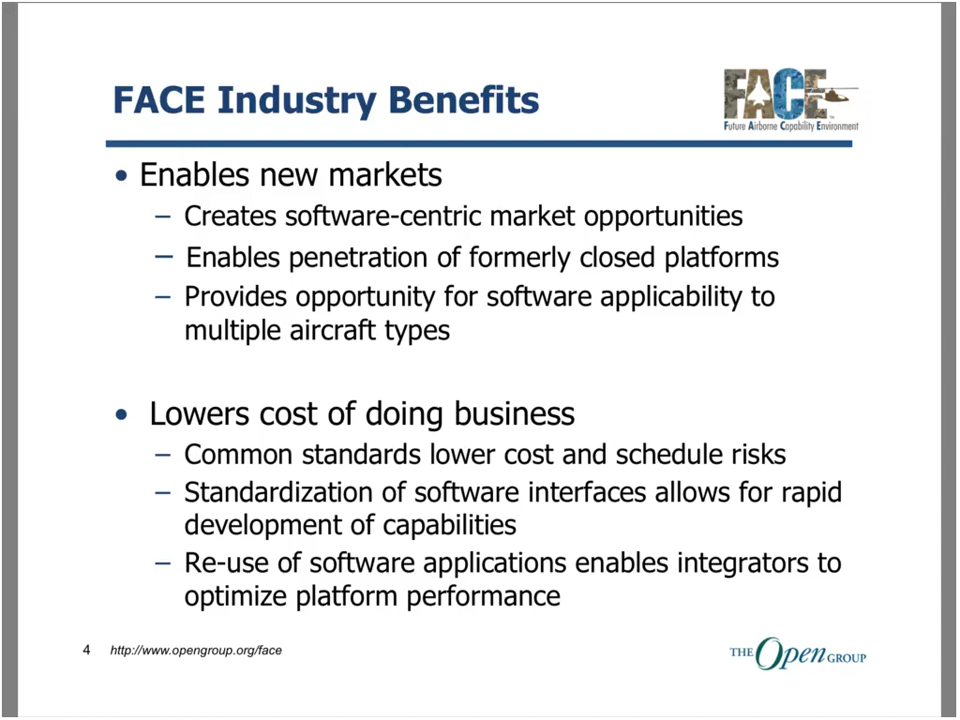 FACE Industry Benefits
FACE
™
Future Airborne Capability Environment
• Enables new markets
– Creates software-centric market opportunities
– Enables penetration of formerly closed platforms
– Provides opportunity for software applicability to
multiple aircraft types
• Lowers cost of doing business
– Common standards lower cost and schedule risks
– Standardization of software interfaces allows for rapid
development of capabilities
– Re-use of software applications enables integrators to
optimize platform performance
4 http://www.opengroup.org/face
THE Open GROUP